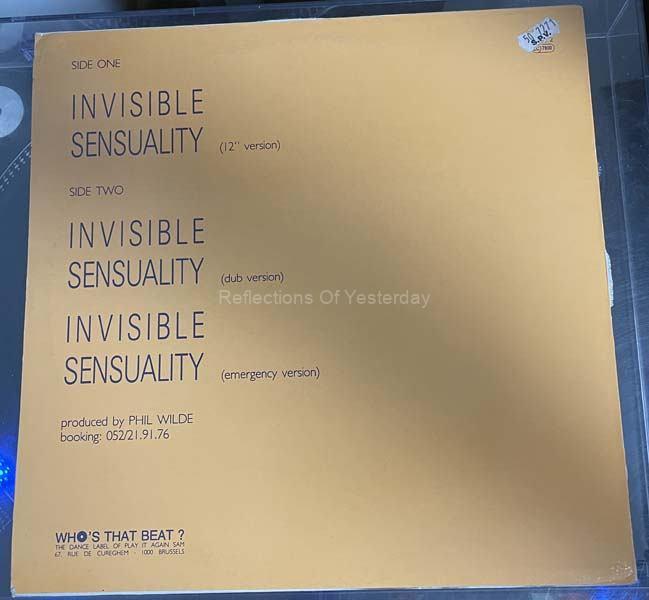 SIDE ONE
INVISIBLE
SENSUALITY (12" version)
SIDE TWO
INVISIBLE
SENSUALITY (dub version)
Reflections Of Yesterday
INVISIBLE
SENSUALITY (emergency version)
produced by PHIL WILDE
booking: 052/21.91.76
WHO'S THAT BEAT ?
THE DANCE LABEL OF PLAY IT AGAIN SAM
67, RUE DE CUREGHEM - 1000 BRUSSELS
S.P.V.